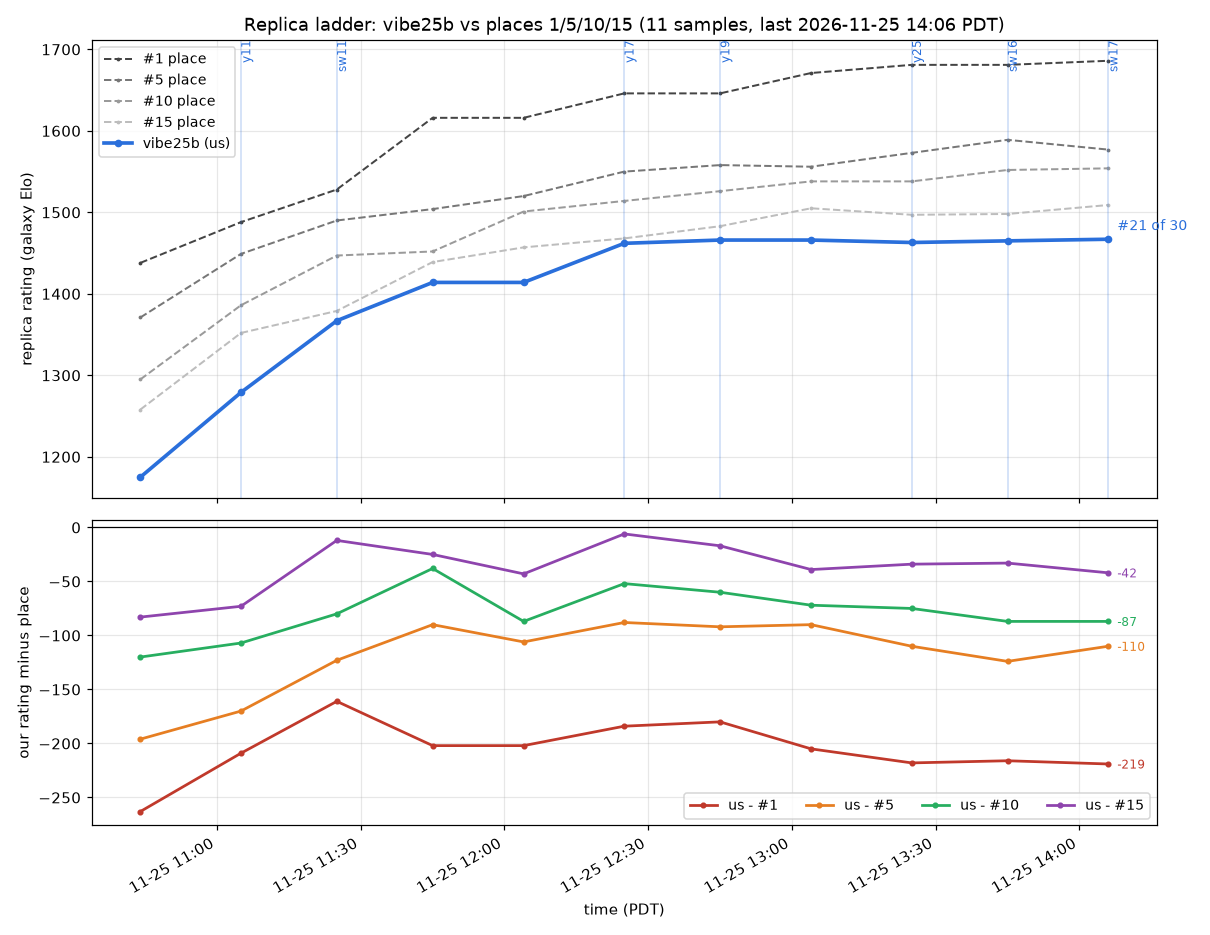 Replica ladder: vibe25b vs places 1/5/10/15 (11 samples, last 2026-11-25 14:06 PDT)
replica rating (galaxy Elo)
1700
1600
1500
1400
1300
1200
#1 place
#5 place
#10 place
#15 place
vibe25b (us)
y11
sw11
y17
y19
y25
sw16
sw17
#21 of 30
our rating minus place
0
−50
−100
−150
−200
−250
-42
-87
-110
-219
us - #1
us - #5
us - #10
us - #15
11-25 11:00
11-25 11:30
11-25 12:00
11-25 12:30
11-25 13:00
11-25 13:30
11-25 14:00
time (PDT)